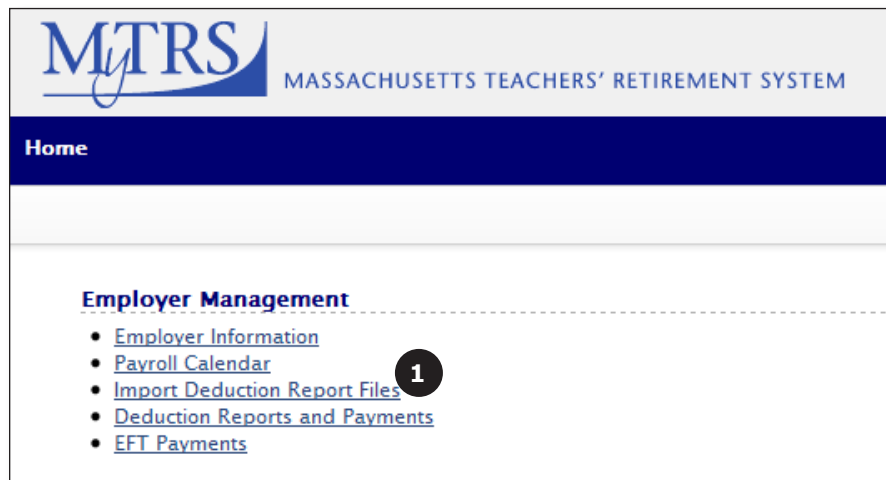 MyTRS
MASSACHUSETTS TEACHERS' RETIREMENT SYSTEM
Home
Employer Management
• Employer Information
• Payroll Calendar
• Import Deduction Report Files 1
• Deduction Reports and Payments
• EFT Payments